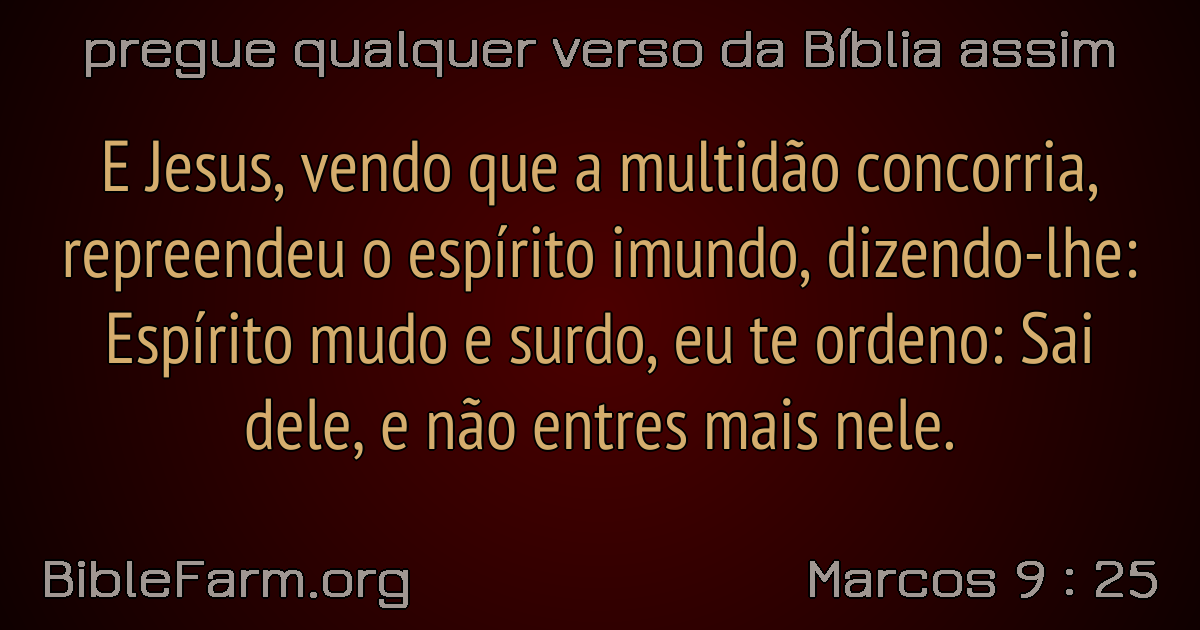 pregue qualquer verso da Bíblia assim
E Jesus, vendo que a multidão concorria,
repreendeu o espírito imundo, dizendo-lhe:
Espírito mudo e surdo, eu te ordeno: Sai
dele, e não entres mais nele.
BibleFarm.org
Marcos 9 : 25